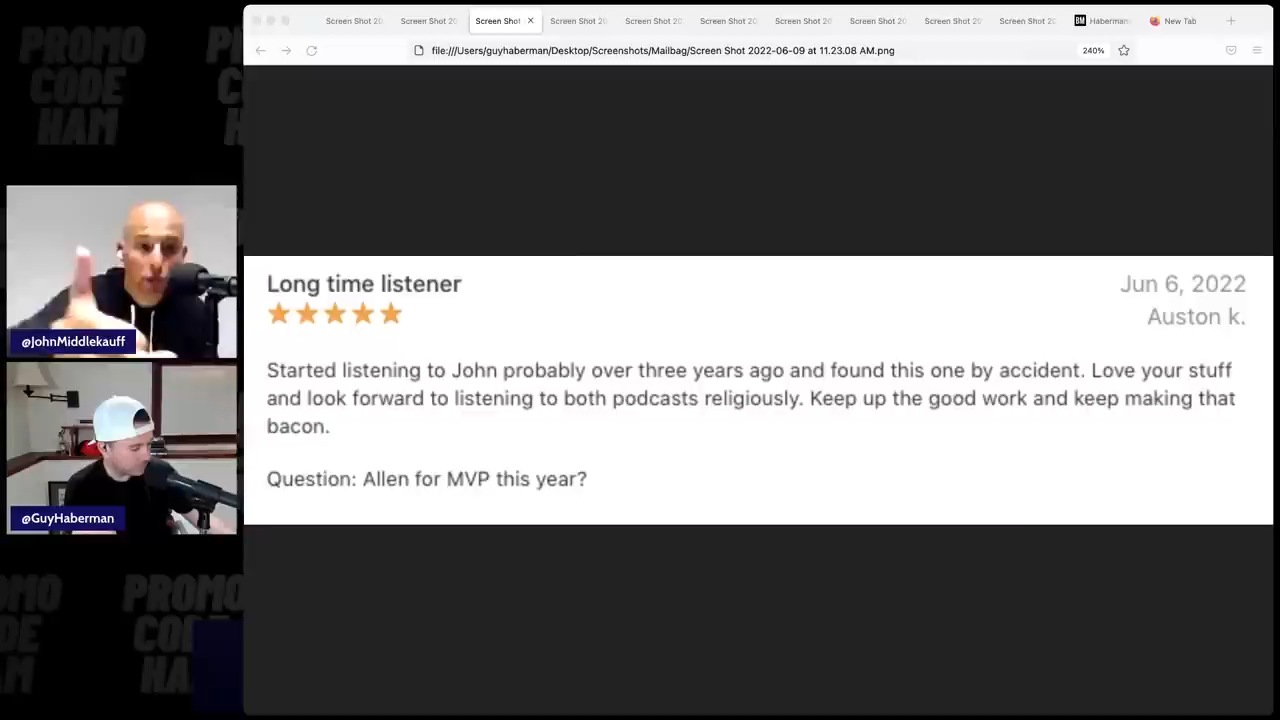 PROMO
CODE
HAM
Screen Shot 20
Screen Shot 20
Screen Shot
Screen Shot 20
Screen Shot 20
Screen Shot 20
Screen Shot 20
Screen Shot 20
Screen Shot 20
Screen Shot 20
BM Haberman
New Tab
file:///Users/guyhaberman/Desktop/Screenshots/Mailbag/Screen Shot 2022-06-09 at 11.23.08 AM.png
240%
@JohnMiddlekauff
@GuyHaberman
Long time listener
Jun 6, 2022
Auston k.
Started listening to John probably over three years ago and found this one by accident. Love your stuff
and look forward to listening to both podcasts religiously. Keep up the good work and keep making that
bacon.
Question: Allen for MVP this year?
PROMO